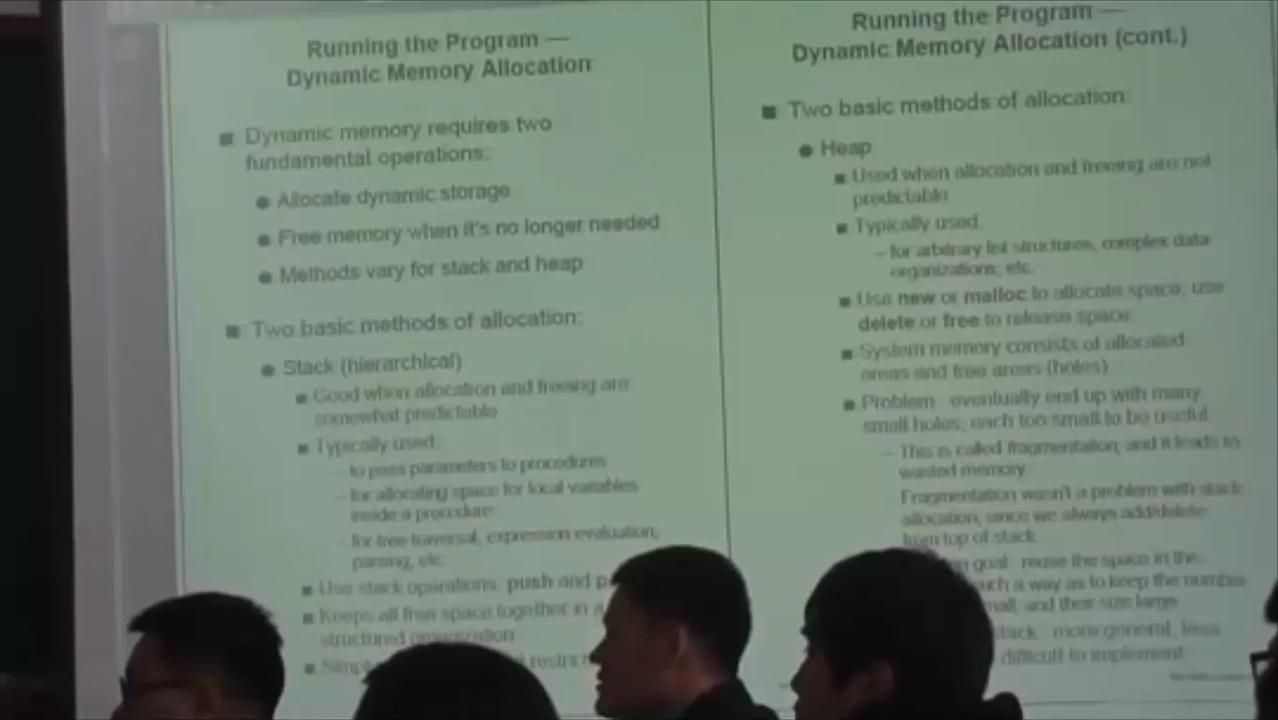 Running the Program —
Dynamic Memory Allocation
■ Dynamic memory requires two
fundamental operations:
● Allocate dynamic storage
● Free memory when it's no longer needed
● Methods vary for stack and heap
■ Two basic methods of allocation:
● Stack (hierarchical)
■ Good when allocation and freeing are
somewhat predictable
■ Typically used:
– to pass parameters to procedures
– for allocating space for local variables
inside a procedure
– for tree traversal, expression evaluation,
parsing, etc.
■ Use stack operations: push and
■ Keeps all free space together in a
structured organization
■
Running the Program —
Dynamic Memory Allocation (cont.)
■ Two basic methods of allocation:
● Heap
■ Used when allocation and freeing are not
predictable
■ Typically used:
– for arbitrary list structures, complex data
organizations, etc.
■ Use new or malloc to allocate space, use
delete or free to release space
■ System memory consists of allocated
areas and free areas (holes)
■ Problem: eventually end up with many
small holes, each too small to be useful
– This is called fragmentation, and it leads to
wasted memory
– Fragmentation wasn't a problem with stack
allocation, since we always add/delete
from top of stack
goal: reuse the space in the
such a way as to keep the number
small, and their size large
stack: more general, less
difficult to implement